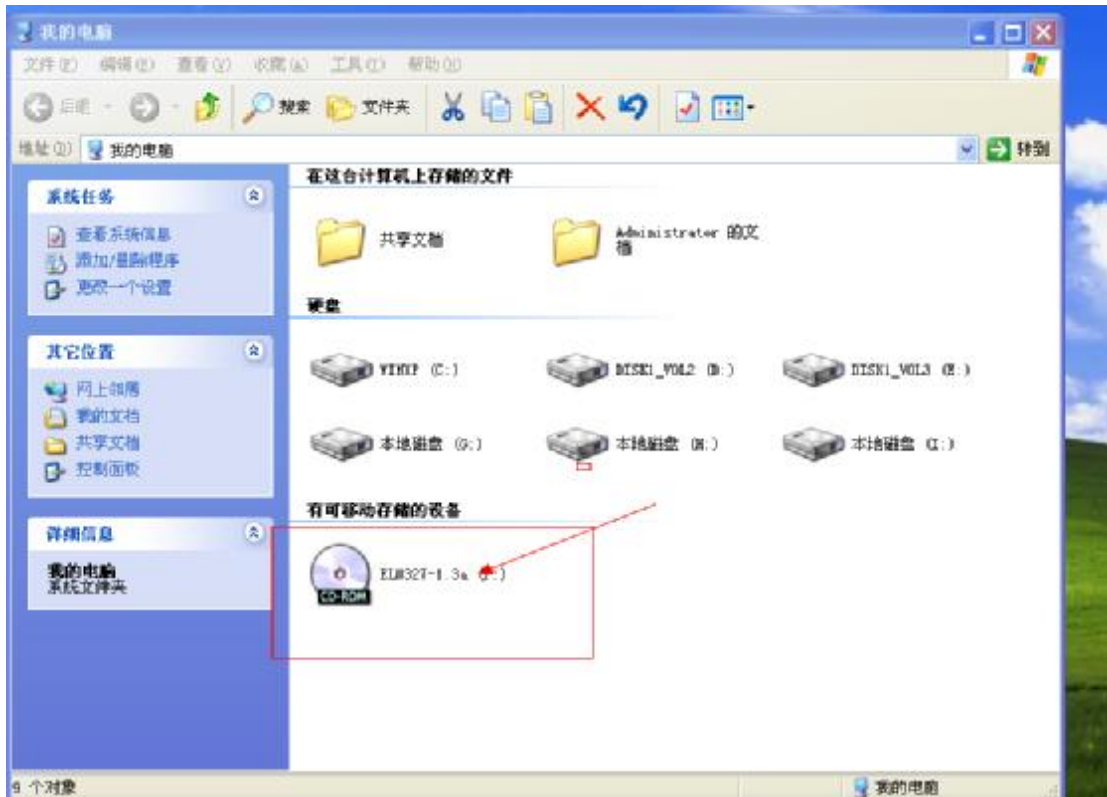 我的电脑
文件(F) 编辑(E) 查看(V) 收藏(A) 工具(T) 帮助(H)
后退 搜索 文件夹
地址(D) 我的电脑 转到
系统任务
查看系统信息
添加/删除程序
更改一个设置
其它位置
网上邻居
我的文档
共享文档
控制面板
详细信息
我的电脑
系统文件夹
在这台计算机上存储的文件
共享文档 Administrator 的文档
硬盘
WINXP (C:) DISK1_VOL2 (D:) DISK1_VOL3 (E:)
本地磁盘 (G:) 本地磁盘 (H:) 本地磁盘 (I:)
有可移动存储的设备
ELM327-1.3a
CD-ROM
9 个对象 我的电脑